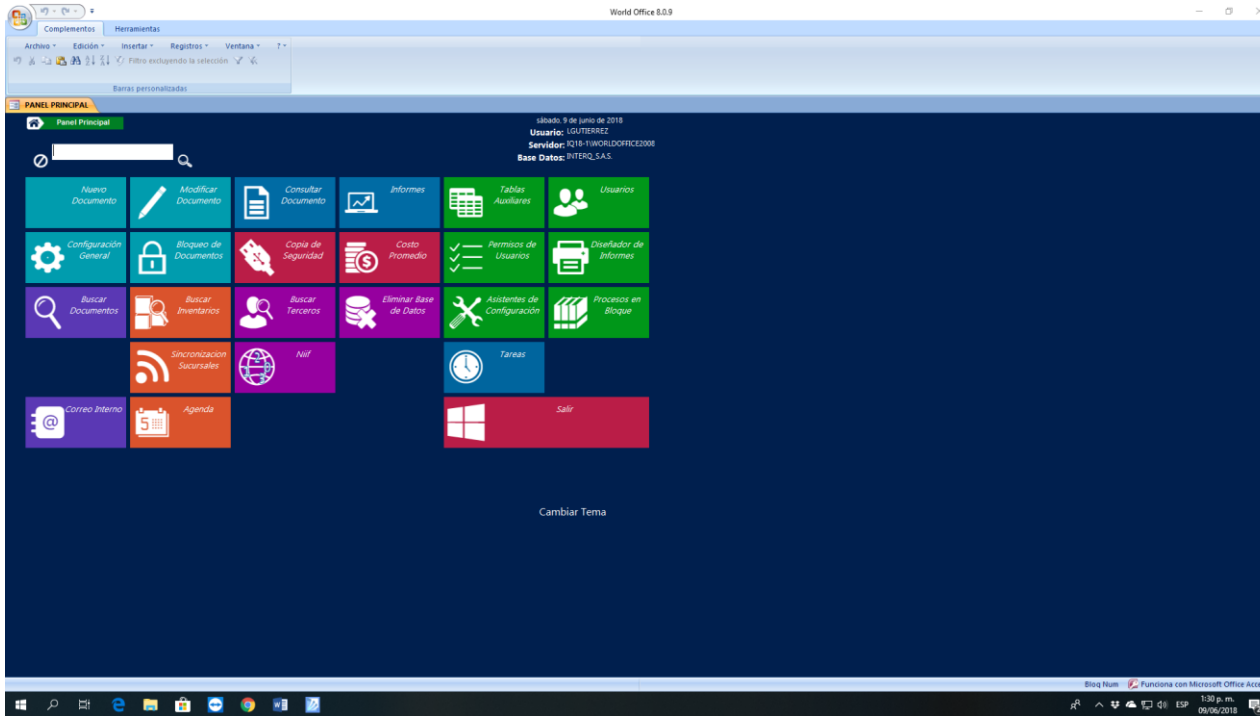 World Office 8.0.9
Complementos Herramientas
Archivo Edición Insertar Registros Ventana ?
Filtro excluyendo la selección
Barras personalizadas
PANEL PRINCIPAL
Panel Principal
sábado, 9 de junio de 2018
Usuario: LGUTIERREZ
Servidor: IQ18-1\WORLDOFFICE2008
Base Datos: INTERQ_S.A.S.
Nuevo Documento
Modificar Documento
Consultar Documento
Informes
Tablas Auxiliares
Usuarios
Configuración General
Bloqueo de Documentos
Copia de Seguridad
Costo Promedio
Permisos de Usuarios
Diseñador de Informes
Buscar Documentos
Buscar Inventarios
Buscar Terceros
Eliminar Base de Datos
Asistentes de Configuración
Procesos en Bloque
Sincronizacion Sucursales
Niif
Tareas
Correo Interno
Agenda
5
Salir
Cambiar Tema
Bloq Num Funciona con Microsoft Office Acce
ESP
1:30 p. m.
09/06/2018